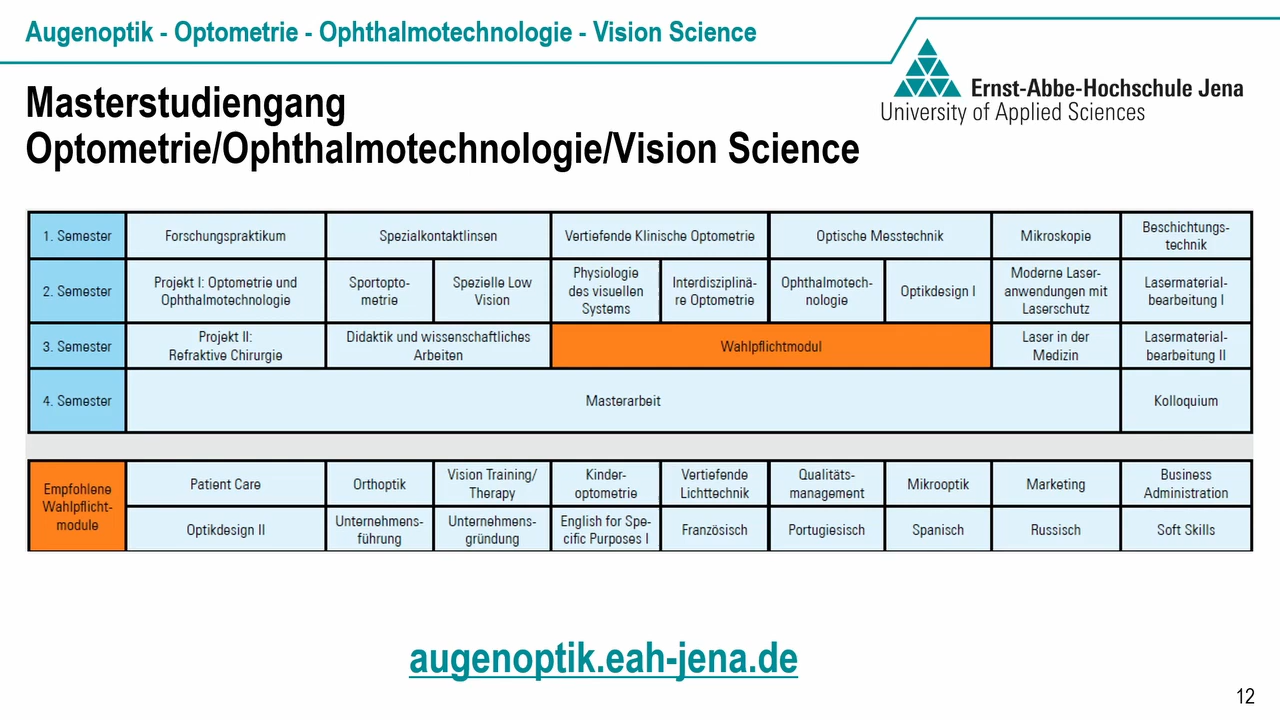 Augenoptik - Optometrie - Ophthalmotechnologie - Vision Science
Ernst-Abbe-Hochschule Jena
University of Applied Sciences
Masterstudiengang
Optometrie/Ophthalmotechnologie/Vision Science
1. Semester
Forschungspraktikum
Spezialkontaktlinsen
Vertiefende Klinische Optometrie
Optische Messtechnik
Mikroskopie
Beschichtungs-
technik
2. Semester
Projekt I: Optometrie und
Ophthalmotechnologie
Sportopto-
metrie
Spezielle Low
Vision
Physiologie
des visuellen
Systems
Interdisziplinä-
re Optometrie
Ophthalmotech-
nologie
Optikdesign I
Moderne Laser-
anwendungen mit
Laserschutz
Lasermaterial-
bearbeitung I
3. Semester
Projekt II:
Refraktive Chirurgie
Didaktik und wissenschaftliches
Arbeiten
Wahlpflichtmodul
Laser in der
Medizin
Lasermaterial-
bearbeitung II
4. Semester
Masterarbeit
Kolloquium
Empfohlene
Wahlpflicht-
module
Patient Care
Orthoptik
Vision Training/
Therapy
Kinder-
optometrie
Vertiefende
Lichttechnik
Qualitäts-
management
Mikrooptik
Marketing
Business
Administration
Optikdesign II
Unternehmens-
führung
Unternehmens-
gründung
English for Spe-
cific Purposes I
Französisch
Portugiesisch
Spanisch
Russisch
Soft Skills
augenoptik.eah-jena.de
12